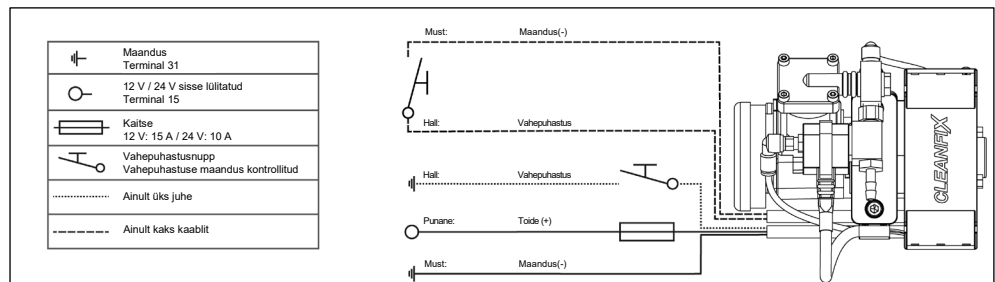 Maandus
Terminal 31
12 V / 24 V sisse lülitatud
Terminal 15
Kaitse
12 V: 15 A / 24 V: 10 A
Vahepuhastusnupp
Vahepuhastuse maandus kontrollitud
Ainult üks juhe
Ainult kaks kaablit
Must: Maandus(-)
Hall: Vahepuhastus
Hall: Vahepuhastus
Punane: Toide (+)
Must: Maandus(-)
CLEANFIX